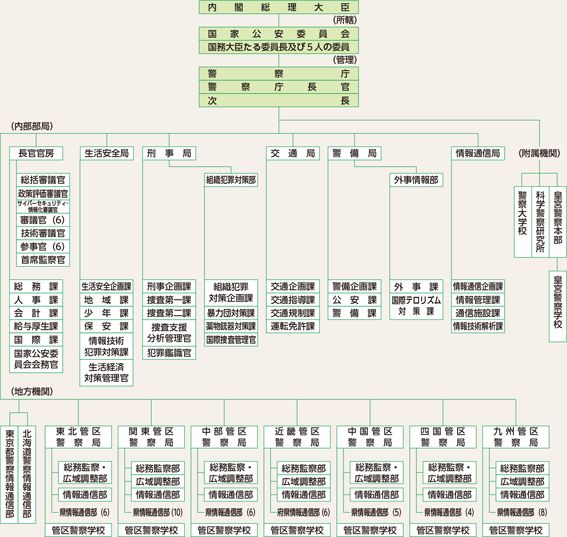 内閣総理大臣
(所轄)
国家公安委員会
国務大臣たる委員長及び5人の委員
(管理)
警察庁
警察庁長官
次長
(内部部局)
長官官房
生活安全局
刑事局
交通局
警備局
情報通信局
(附属機関)
組織犯罪対策部
外事情報部
総括審議官
政策評価審議官
サイバーセキュリティ・
情報化審議官
審議官(6)
技術審議官
参事官(6)
首席監察官
警察大学校
科学警察研究所
皇宮警察本部
皇宮警察学校
総務課
人事課
会計課
給与厚生課
国際課
国家公安委
員会会務官
生活安全企画課
地域課
少年課
保安課
情報技術
犯罪対策課
生活経済
対策管理官
刑事企画課
捜査第一課
捜査第二課
捜査支援
分析管理官
犯罪鑑識官
組織犯罪
対策企画課
暴力団対策課
薬物銃器対策課
国際捜査管理官
交通企画課
交通指導課
交通規制課
運転免許課
警備企画課
公安課
警備課
外事課
国際テロリズム
対策課
情報通信企画課
情報管理課
通信施設課
情報技術解析課
(地方機関)
東京都警察情報通信部
北海道警察情報通信部
東北管区
警察局
総務監察・
広域調整部
情報通信部
県情報通信部(6)
管区警察学校
関東管区
警察局
総務監察部
広域調整部
情報通信部
県情報通信部(10)
管区警察学校
中部管区
警察局
総務監察・
広域調整部
情報通信部
県情報通信部(6)
管区警察学校
近畿管区
警察局
総務監察部
広域調整部
情報通信部
府県情報通信部(6)
管区警察学校
中国管区
警察局
総務監察・
広域調整部
情報通信部
県情報通信部(5)
管区警察学校
四国管区
警察局
総務監察・
広域調整部
情報通信部
県情報通信部(4)
管区警察学校
九州管区
警察局
総務監察部
広域調整部
情報通信部
県情報通信部(8)
管区警察学校